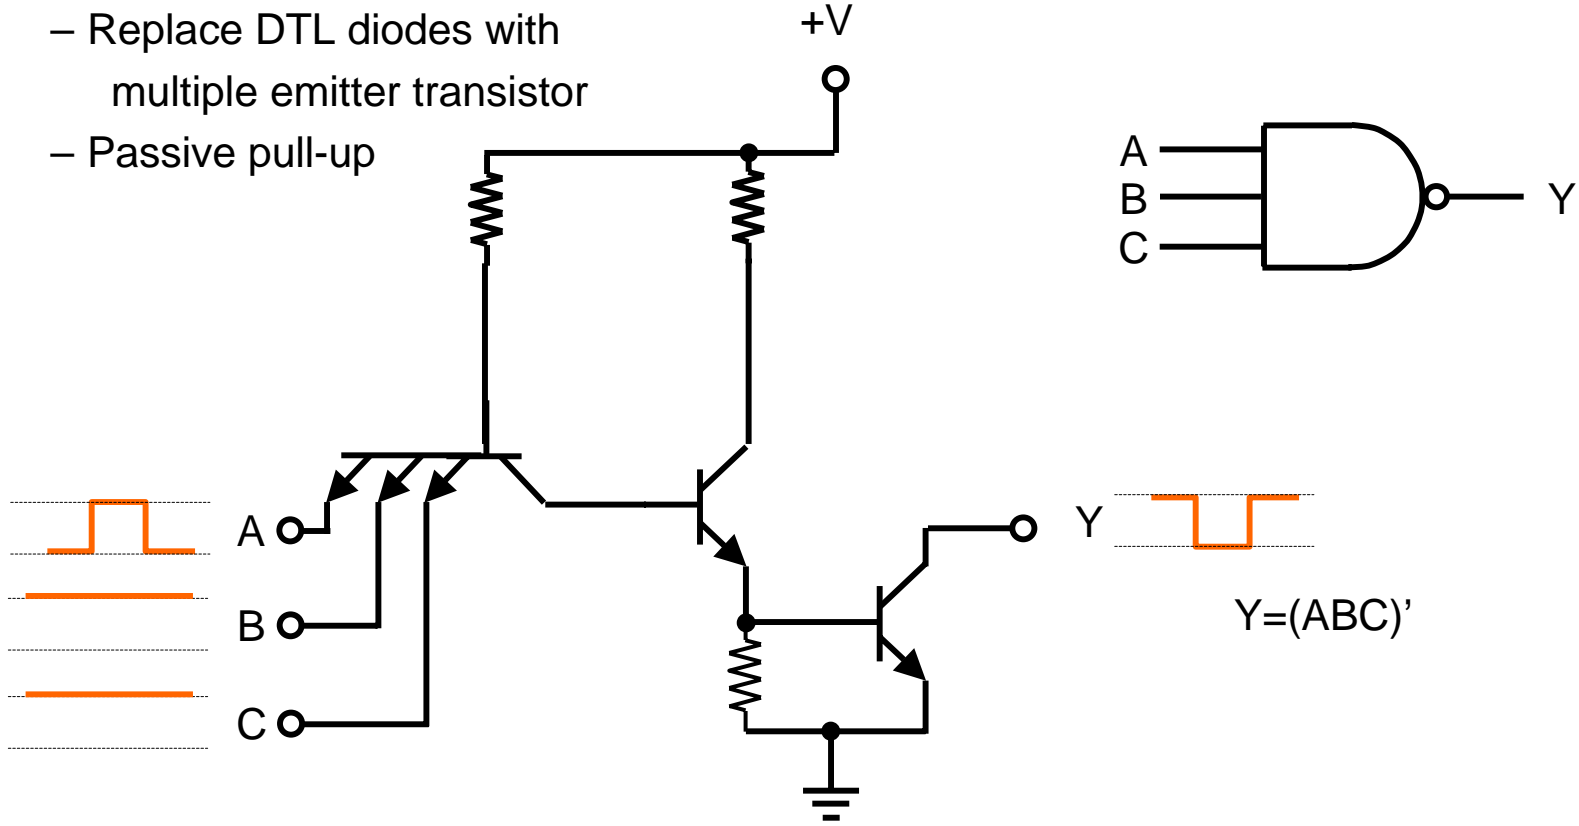 – Replace DTL diodes with
multiple emitter transistor
– Passive pull-up
+V
A
B
C
Y
A
B
C
Y
Y=(ABC)’